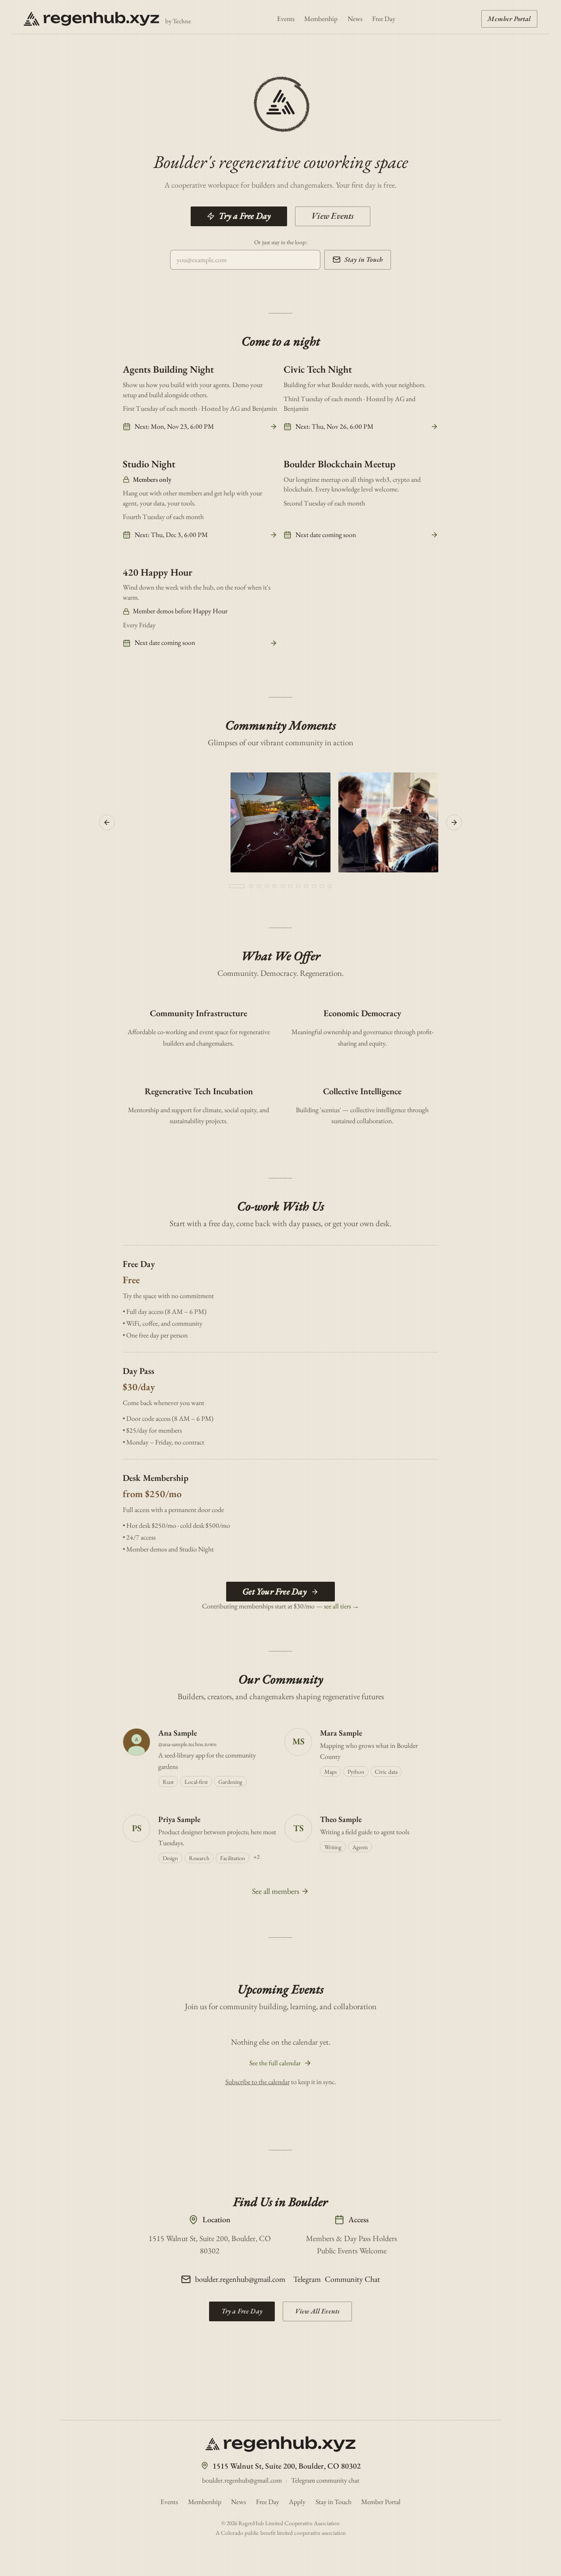 regenhub.xyz by Techne
Events Membership News Free Day
Member Portal
Boulder's regenerative coworking space
A cooperative workspace for builders and changemakers. Your first day is free.
Try a Free Day
View Events
Or just stay in the loop:
you@example.com
Stay in Touch
Come to a night
Agents Building Night
Show us how you build with your agents. Demo your
setup and build alongside others.
First Tuesday of each month · Hosted by AG and Benjamin
Next: Mon, Nov 23, 6:00 PM
Civic Tech Night
Building for what Boulder needs, with your neighbors.
Third Tuesday of each month · Hosted by AG and
Benjamin
Next: Thu, Nov 26, 6:00 PM
Studio Night
Members only
Hang out with other members and get help with your
agent, your data, your tools.
Fourth Tuesday of each month
Next: Thu, Dec 3, 6:00 PM
Boulder Blockchain Meetup
Our longtime meetup on all things web3, crypto and
blockchain. Every knowledge level welcome.
Second Tuesday of each month
Next date coming soon
420 Happy Hour
Wind down the week with the hub, on the roof when it's
warm.
Member demos before Happy Hour
Every Friday
Next date coming soon
Community Moments
Glimpses of our vibrant community in action
What We Offer
Community. Democracy. Regeneration.
Community Infrastructure
Affordable co-working and event space for regenerative
builders and changemakers.
Economic Democracy
Meaningful ownership and governance through profit-
sharing and equity.
Regenerative Tech Incubation
Mentorship and support for climate, social equity, and
sustainability projects.
Collective Intelligence
Building 'scenius' — collective intelligence through
sustained collaboration.
Co-work With Us
Start with a free day, come back with day passes, or get your own desk.
Free Day
Free
Try the space with no commitment
• Full day access (8 AM – 6 PM)
• WiFi, coffee, and community
• One free day per person
Day Pass
$30/day
Come back whenever you want
• Door code access (8 AM – 6 PM)
• $25/day for members
• Monday – Friday, no contract
Desk Membership
from $250/mo
Full access with a permanent door code
• Hot desk $250/mo · cold desk $500/mo
• 24/7 access
• Member demos and Studio Night
Get Your Free Day →
Contributing memberships start at $30/mo — see all tiers →
Our Community
Builders, creators, and changemakers shaping regenerative futures
A
Ana Sample
@ana-sample.techne.town
A seed-library app for the community
gardens
Rust Local-first Gardening
MS
Mara Sample
Mapping who grows what in Boulder
County
Maps Python Civic data
PS
Priya Sample
Product designer between projects; here most
Tuesdays.
Design Research Facilitation +2
TS
Theo Sample
Writing a field guide to agent tools
Writing Agents
See all members →
Upcoming Events
Join us for community building, learning, and collaboration
Nothing else on the calendar yet.
See the full calendar →
Subscribe to the calendar to keep it in sync.
Find Us in Boulder
Location
1515 Walnut St, Suite 200, Boulder, CO
80302
Access
Members & Day Pass Holders
Public Events Welcome
boulder.regenhub@gmail.com Telegram Community Chat
Try a Free Day
View All Events
regenhub.xyz
1515 Walnut St, Suite 200, Boulder, CO 80302
boulder.regenhub@gmail.com Telegram community chat
Events Membership News Free Day Apply Stay in Touch Member Portal
© 2026 RegenHub Limited Cooperative Association
A Colorado public benefit limited cooperative association